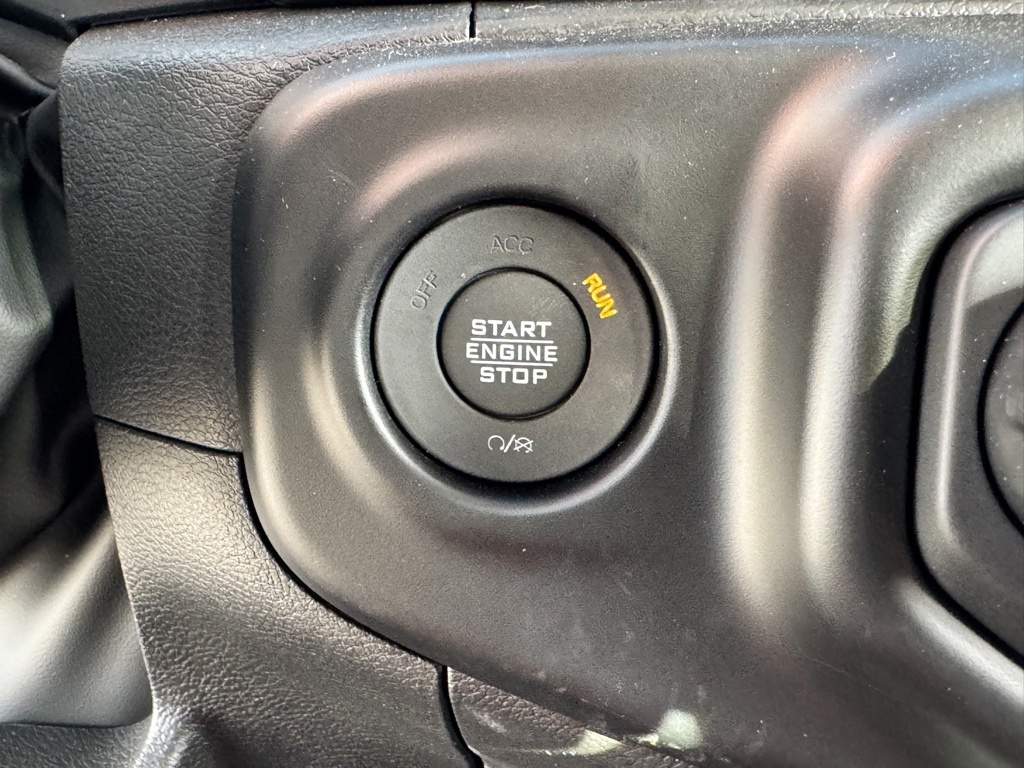 ACC
OFF
RUN
START
ENGINE
STOP